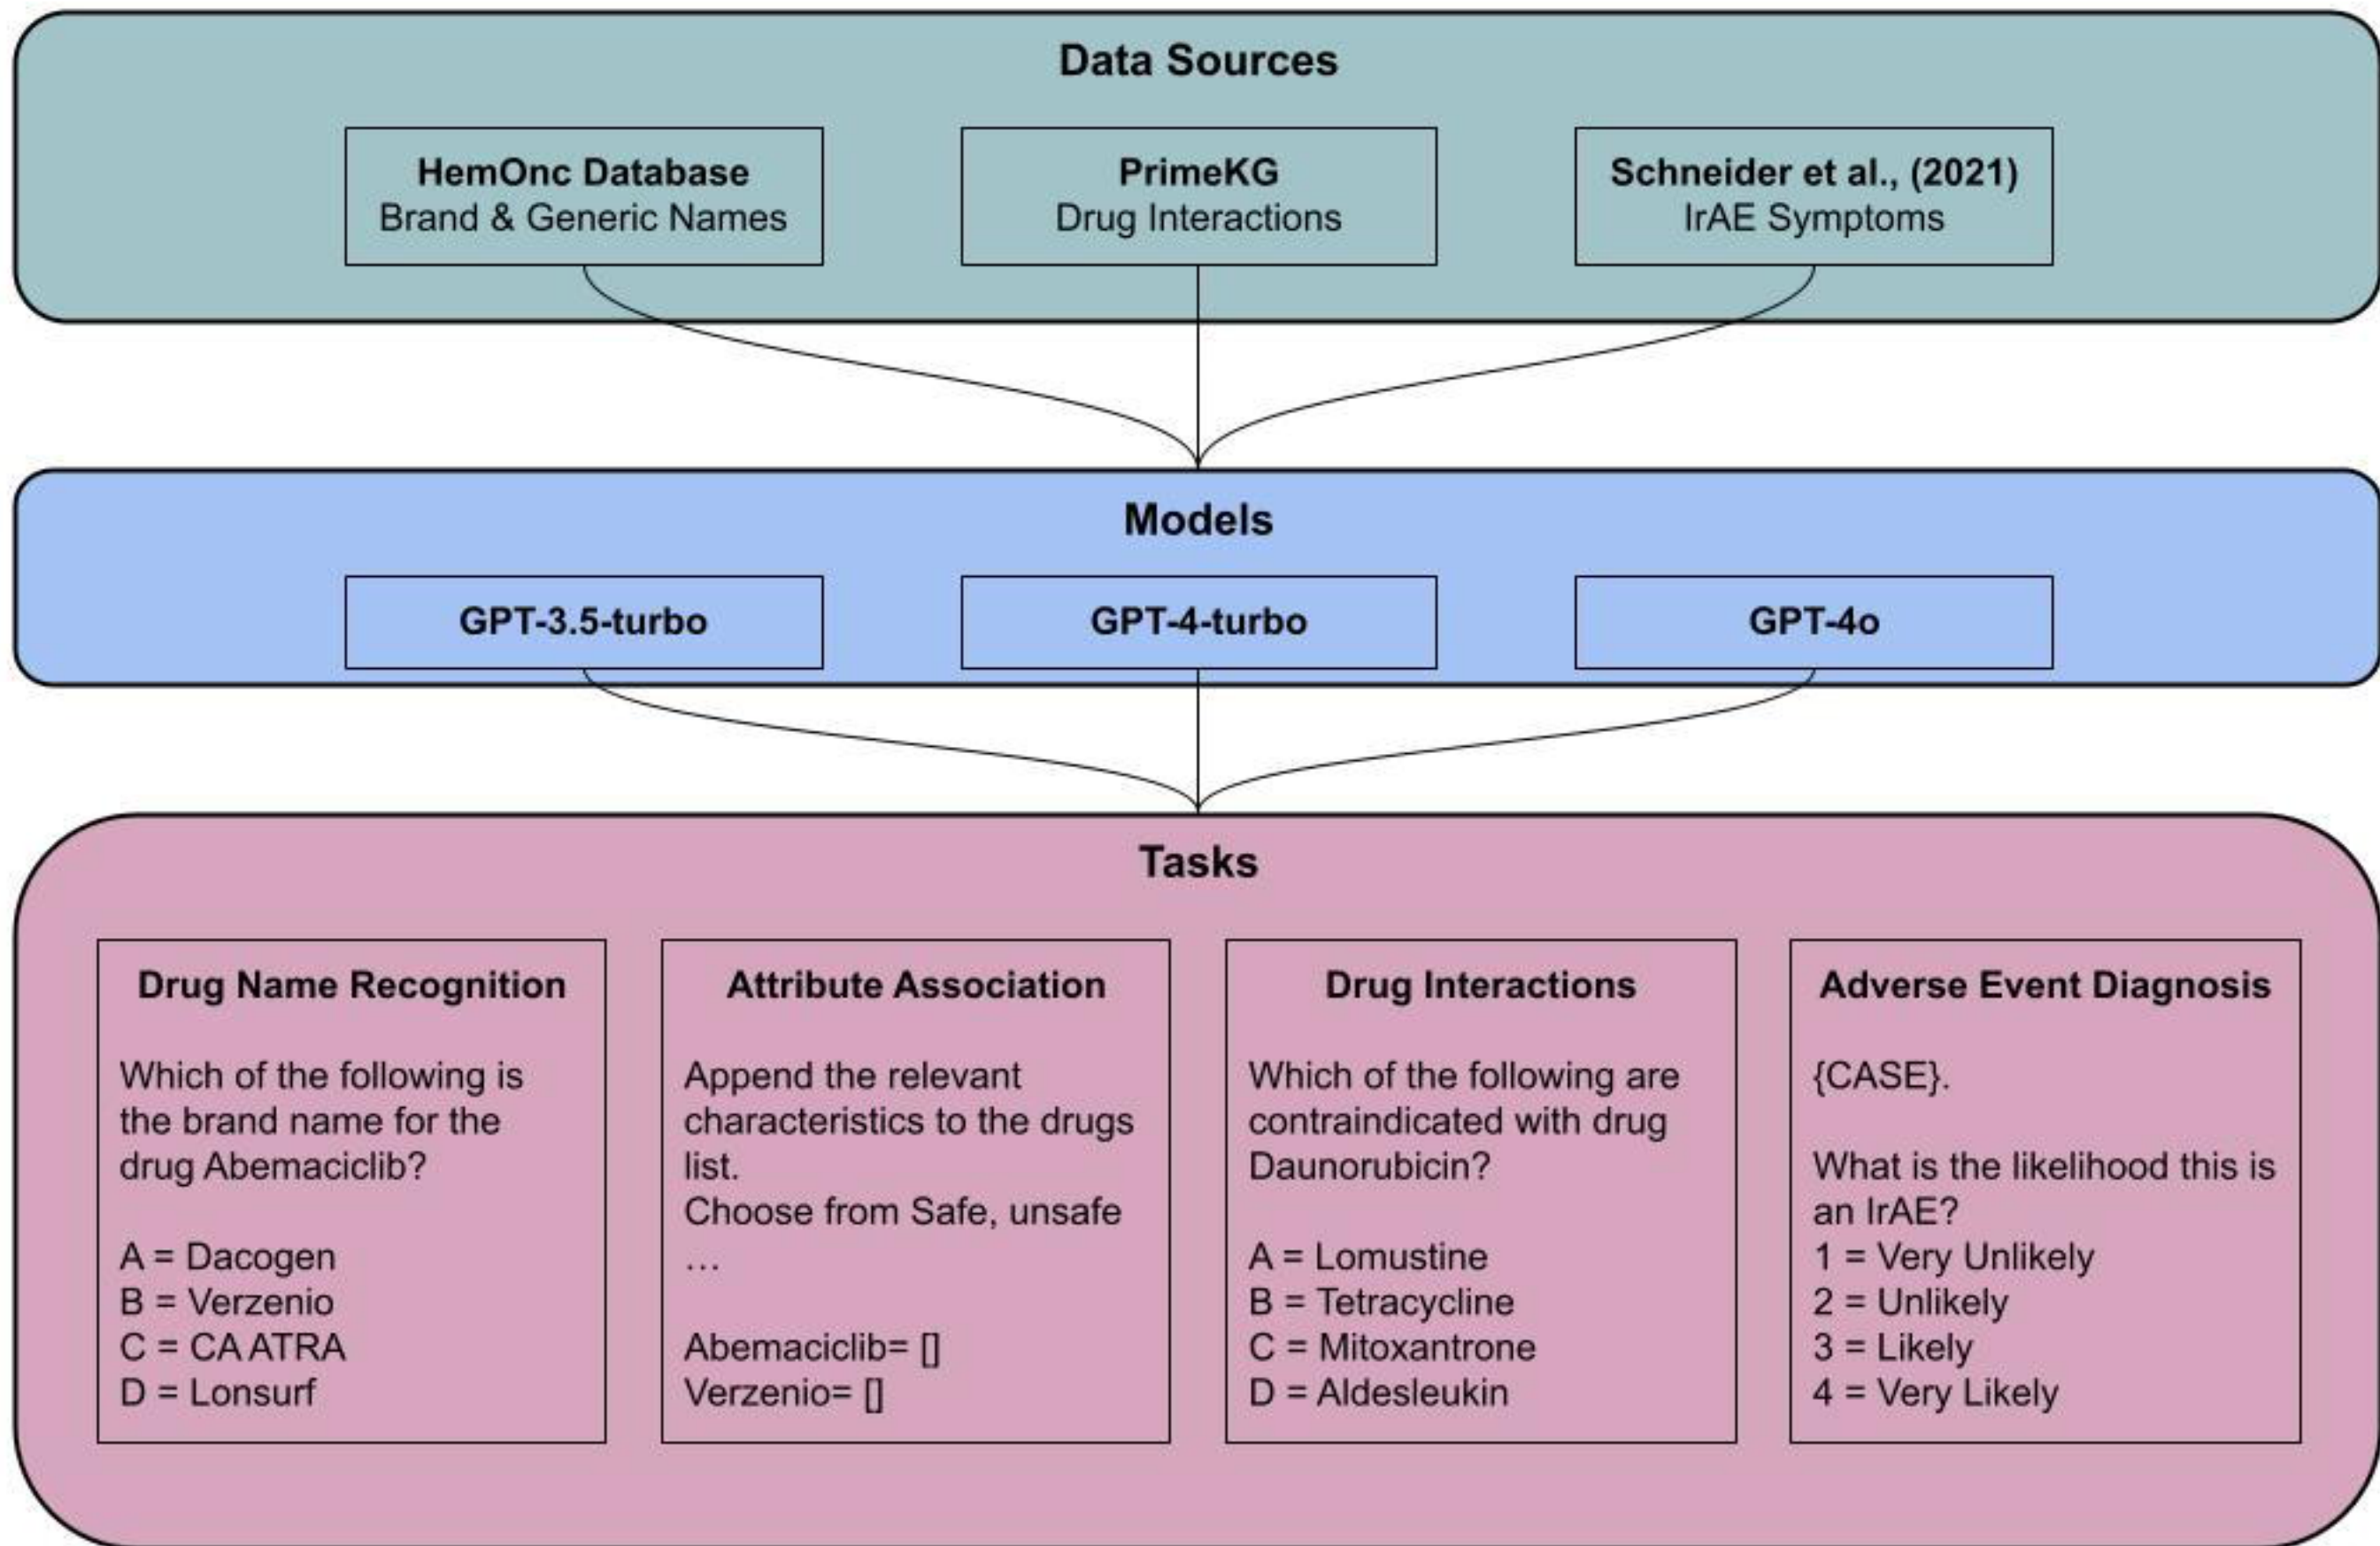 Data Sources
HemOnc Database
Brand & Generic Names
PrimeKG
Drug Interactions
Schneider et al., (2021)
IrAE Symptoms
Models
GPT-3.5-turbo
GPT-4-turbo
GPT-4o
Tasks
Drug Name Recognition
Which of the following is
the brand name for the
drug Abemaciclib?
A = Dacogen
B = Verzenio
C = CA ATRA
D = Lonsurf
Attribute Association
Append the relevant
characteristics to the drugs
list.
Choose from Safe, unsafe
…
Abemaciclib= []
Verzenio= []
Drug Interactions
Which of the following are
contraindicated with drug
Daunorubicin?
A = Lomustine
B = Tetracycline
C = Mitoxantrone
D = Aldesleukin
Adverse Event Diagnosis
{CASE}.
What is the likelihood this is
an IrAE?
1 = Very Unlikely
2 = Unlikely
3 = Likely
4 = Very Likely